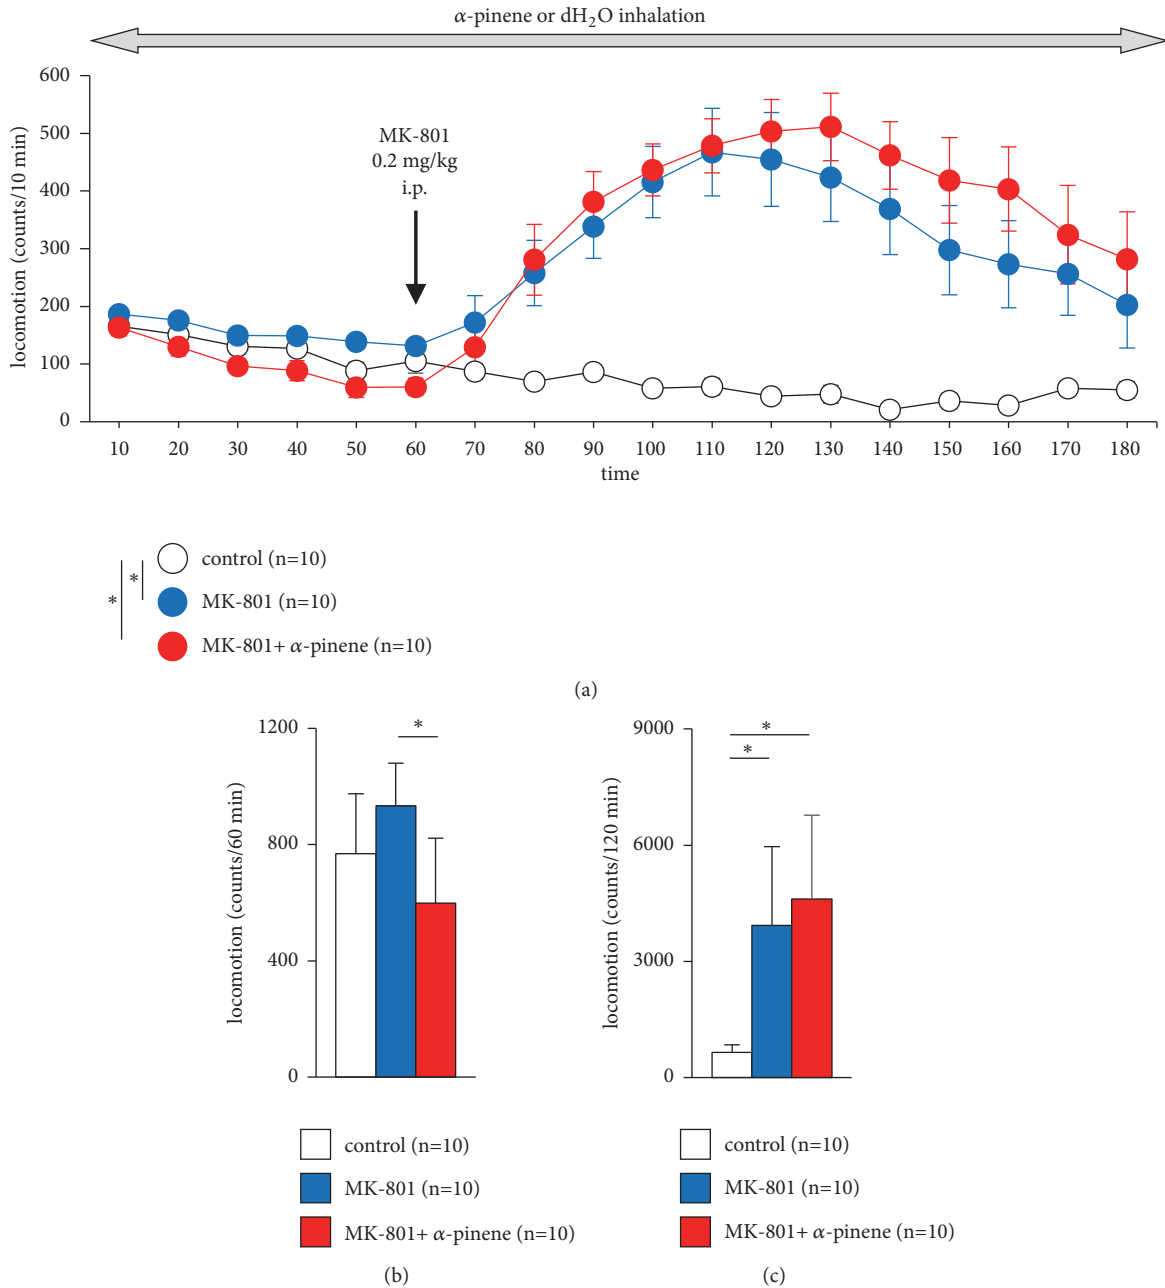 α-pinene or dH₂O inhalation
600
500
400
300
200
100
0
locomotion (counts/10 min)
MK-801
0.2 mg/kg
i.p.
10 20 30 40 50 60 70 80 90 100 110 120 130 140 150 160 170 180
time
* *
control (n=10)
MK-801 (n=10)
MK-801+ α-pinene (n=10)
(a)
1200
800
400
0
locomotion (counts/60 min)
*
control (n=10)
MK-801 (n=10)
MK-801+ α-pinene (n=10)
(b)
9000
6000
3000
0
locomotion (counts/120 min)
*
*
control (n=10)
MK-801 (n=10)
MK-801+ α-pinene (n=10)
(c)